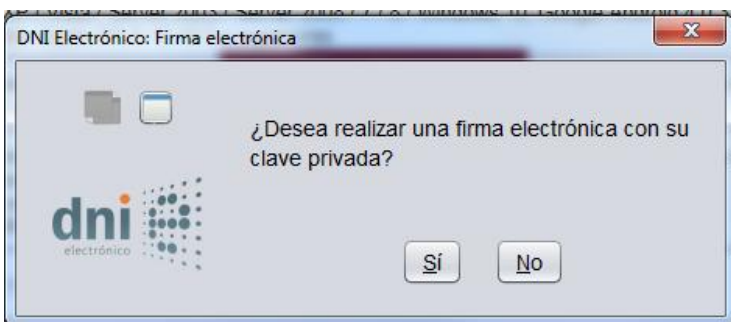 DNI Electrónico: Firma electrónica
¿Desea realizar una firma electrónica con su
clave privada?
dni
electrónico
Sí
No